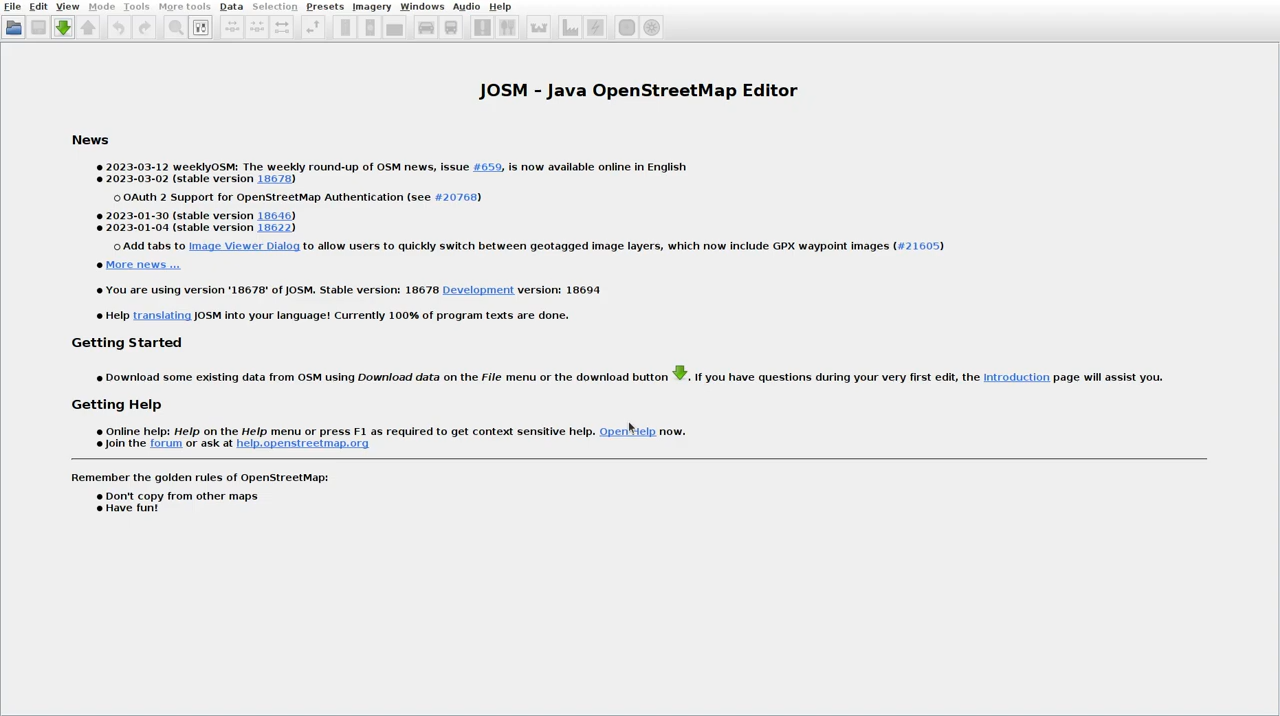 File Edit View Mode Tools More tools Data Selection Presets Imagery Windows Audio Help
JOSM – Java OpenStreetMap Editor
News
2023-03-12 weeklyOSM: The weekly round-up of OSM news, issue #659, is now available online in English
2023-03-02 (stable version 18678)
OAuth 2 Support for OpenStreetMap Authentication (see #20768)
2023-01-30 (stable version 18646)
2023-01-04 (stable version 18622)
Add tabs to Image Viewer Dialog to allow users to quickly switch between geotagged image layers, which now include GPX waypoint images (#21605)
More news ...
You are using version '18678' of JOSM. Stable version: 18678 Development version: 18694
Help translating JOSM into your language! Currently 100% of program texts are done.
Getting Started
Download some existing data from OSM using Download data on the File menu or the download button . If you have questions during your very first edit, the Introduction page will assist you.
Getting Help
Online help: Help on the Help menu or press F1 as required to get context sensitive help. Open Help now.
Join the forum or ask at help.openstreetmap.org
Remember the golden rules of OpenStreetMap:
Don't copy from other maps
Have fun!